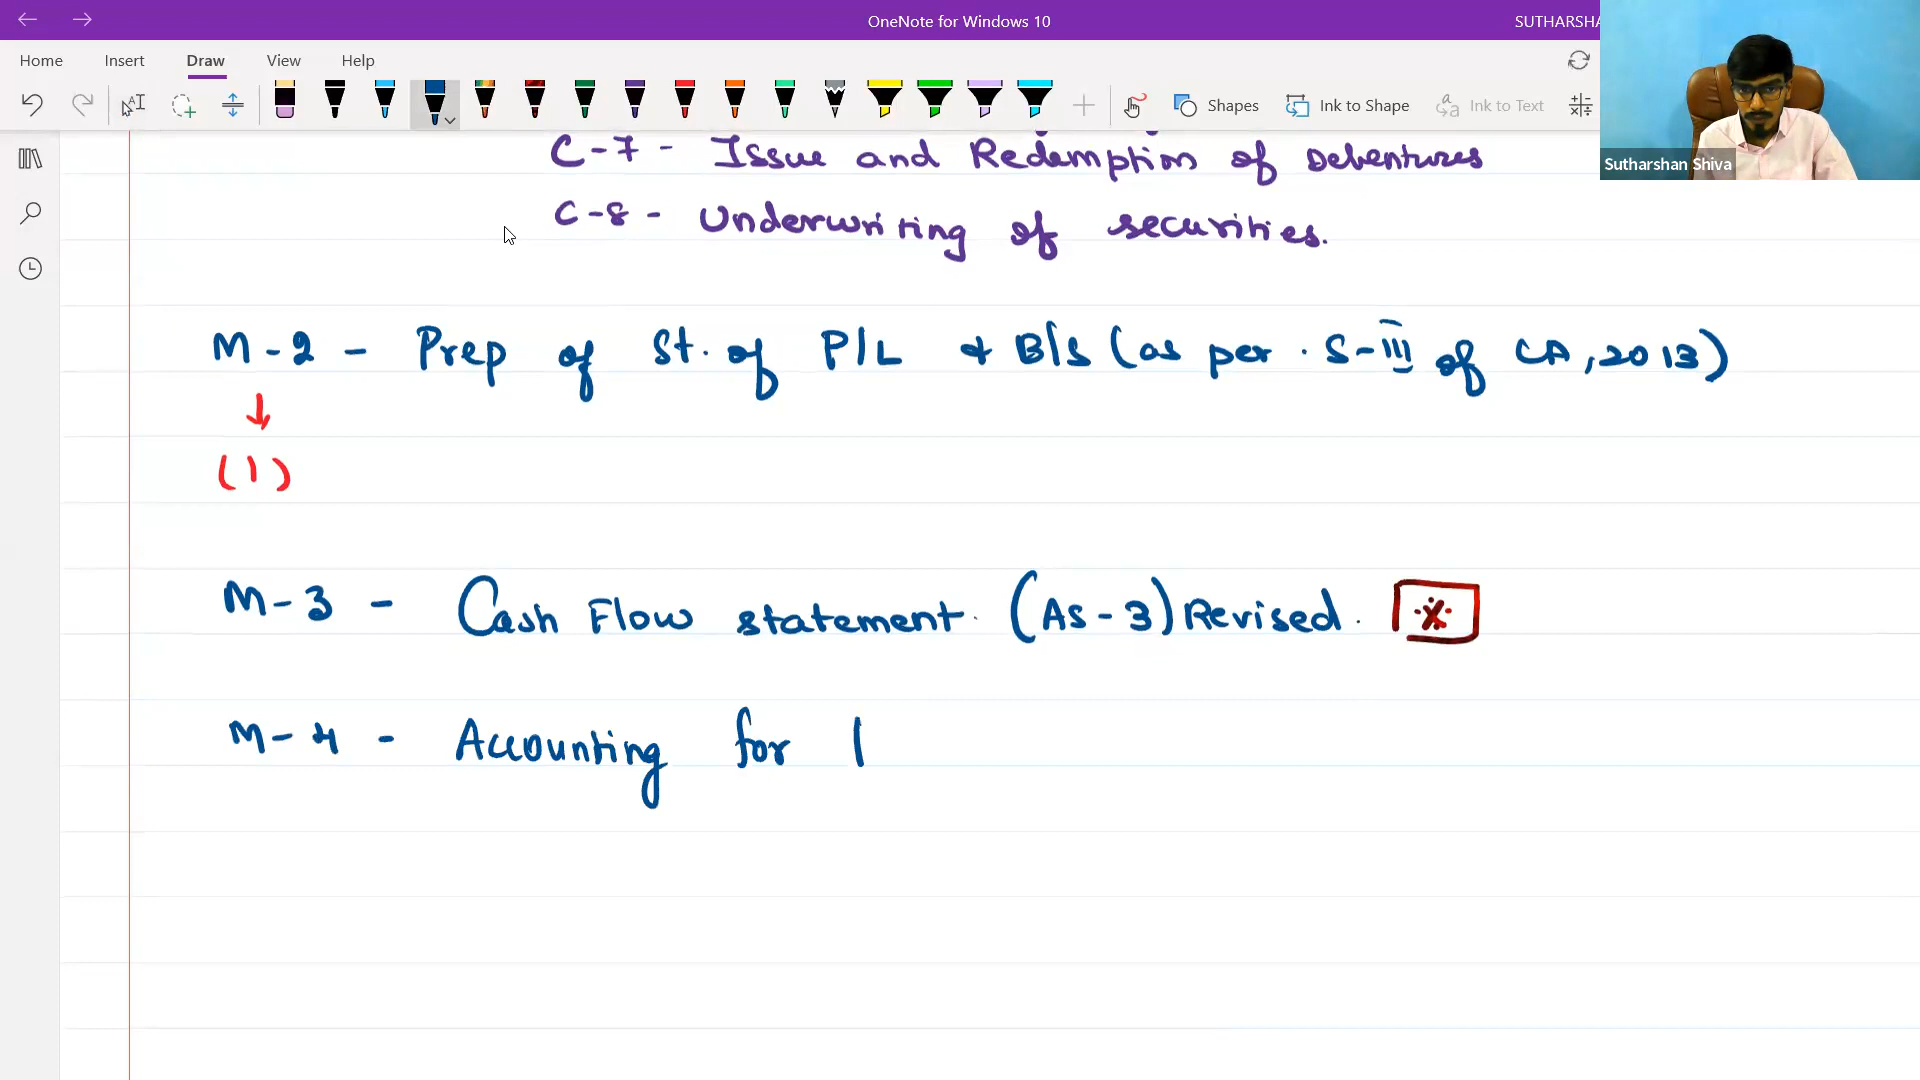 OneNote for Windows 10
SUTHARSHA
Home Insert Draw View Help
Shapes Ink to Shape Ink to Text
Sutharshan Shiva
C-7 - Issue and Redemption of Debentures
C-8 - Underwriting of securities.
M-2 - Prep of St. of P/L & B/S (as per . S-III of CA, 2013)
(1)
M-3 - Cash Flow statement. (AS-3) Revised.
M-4 - Accounting for